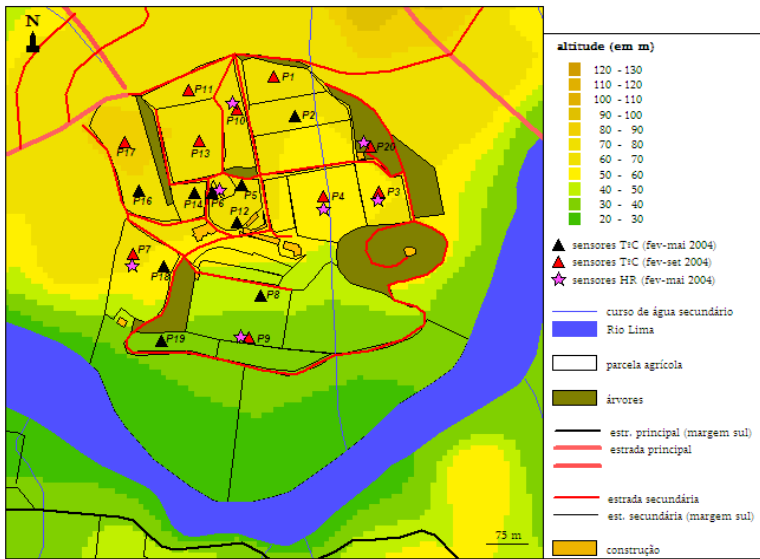 N
P1
P11
P10
P2
P13
P17
P20
P16
P14
P6
P5
P4
P3
P12
P7
P18
P8
P19
P9
75 m
altitude (em m)
120 - 130
110 - 120
100 - 110
90 - 100
80 - 90
70 - 80
60 - 70
50 - 60
40 - 50
30 - 40
20 - 30
sensores TºC (fev-mai 2004)
sensores TºC (fev-set 2004)
sensores HR (fev-mai 2004)
curso de água secundário
Rio Lima
parcela agrícola
árvores
estr. principal (margem sul)
estrada principal
estrada secundária
est. secundária (margem sul)
construção